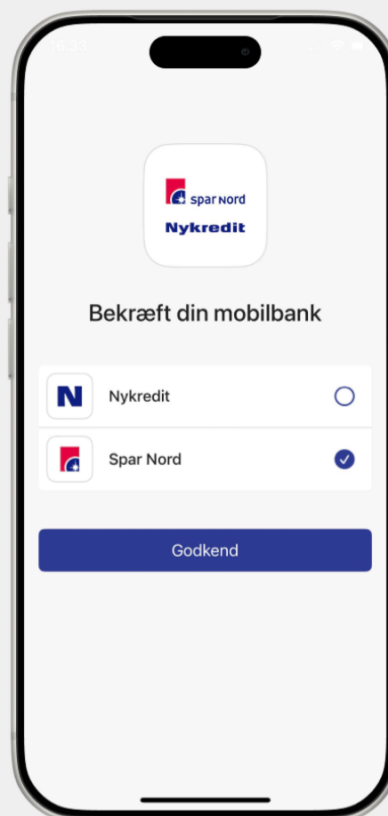 spar nord
Nykredit
Bekræft din mobilbank
N
Nykredit
Spar Nord
Godkend